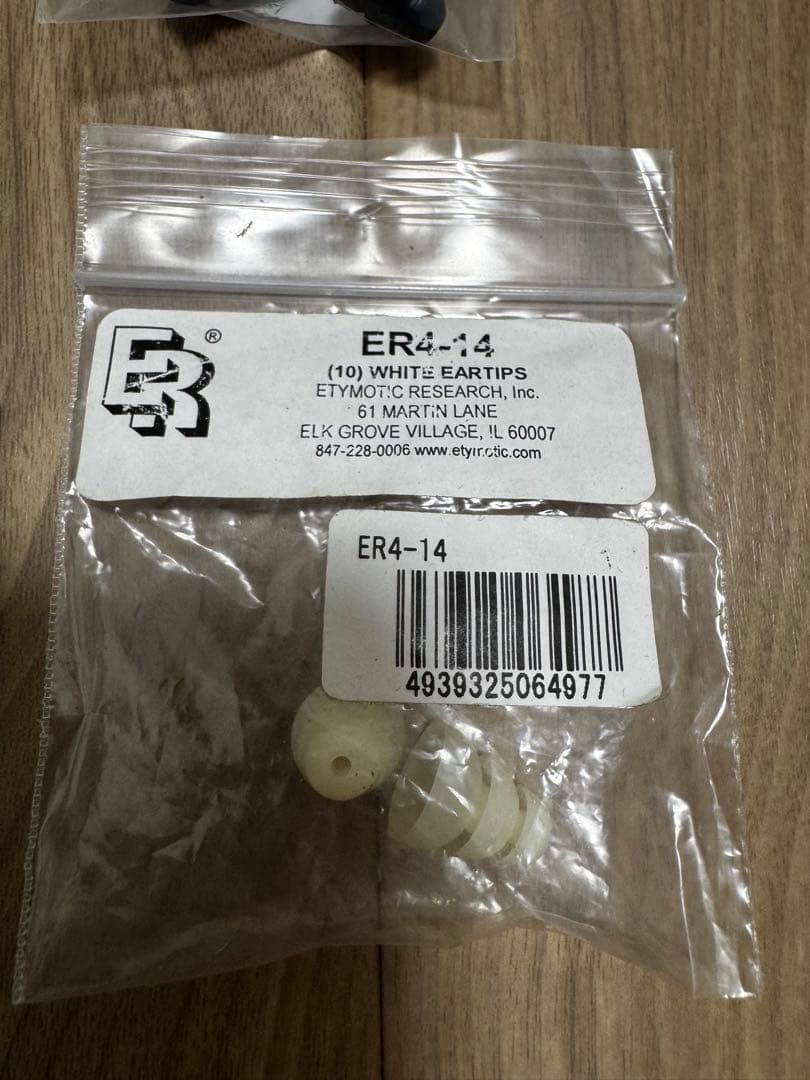 ER®
ER4-14
(10) WHITE EARTIPS
ETYMOTIC RESEARCH, Inc.
61 MARTIN LANE
ELK GROVE VILLAGE, IL 60007
847-228-0006 www.etymotic.com
ER4-14
4939325064977